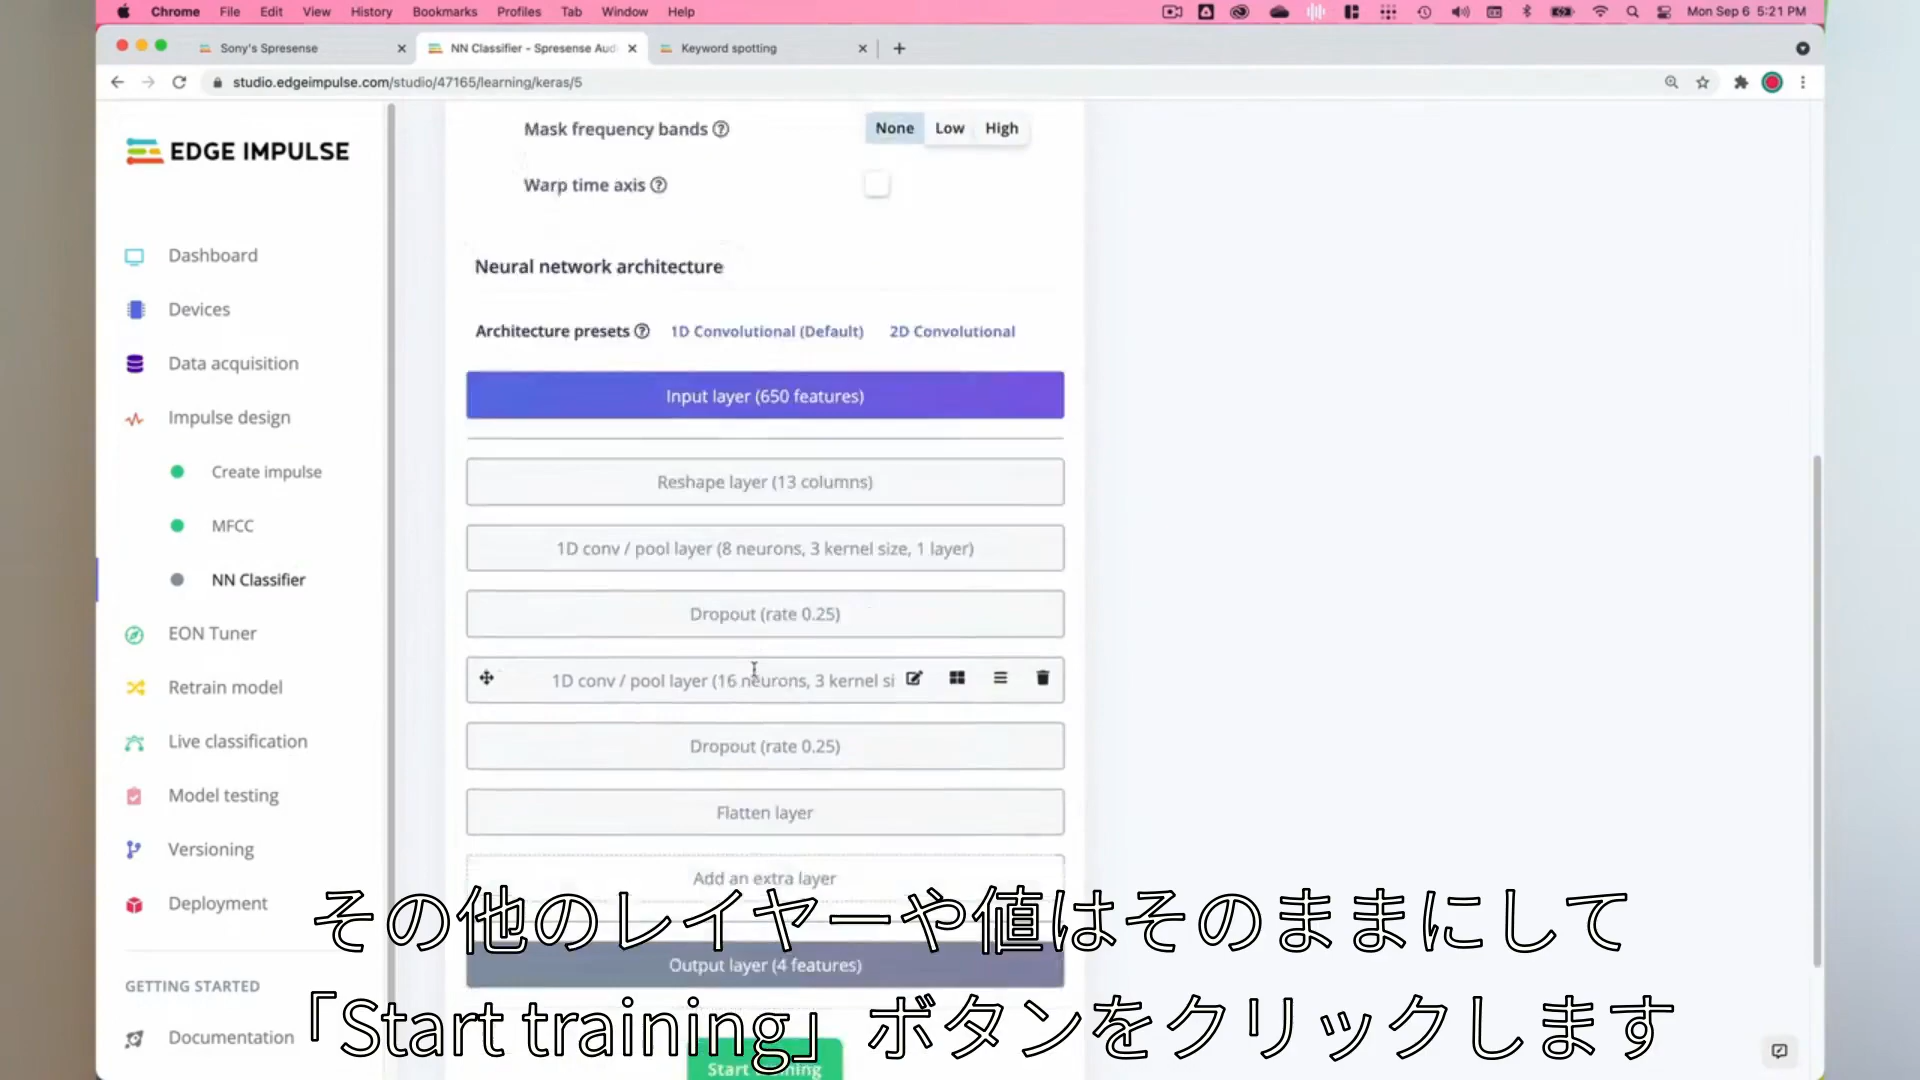 Chrome File Edit View History Bookmarks Profiles Tab Window Help
Mon Sep 6 5:21 PM
Sony's Spresense
NN Classifier - Spresense Aud
Keyword spotting
studio.edgeimpulse.com/studio/47165/learning/keras/5
EDGE IMPULSE
Dashboard
Devices
Data acquisition
Impulse design
Create impulse
MFCC
NN Classifier
EON Tuner
Retrain model
Live classification
Model testing
Versioning
Deployment
GETTING STARTED
Documentation
Mask frequency bands
None Low High
Warp time axis
Neural network architecture
Architecture presets 1D Convolutional (Default) 2D Convolutional
Input layer (650 features)
Reshape layer (13 columns)
1D conv / pool layer (8 neurons, 3 kernel size, 1 layer)
Dropout (rate 0.25)
1D conv / pool layer (16 neurons, 3 kernel si
Dropout (rate 0.25)
Flatten layer
Add an extra layer
Output layer (4 features)
その他のレイヤーや値はそのままにして
「Start training」 ボタンをクリックします